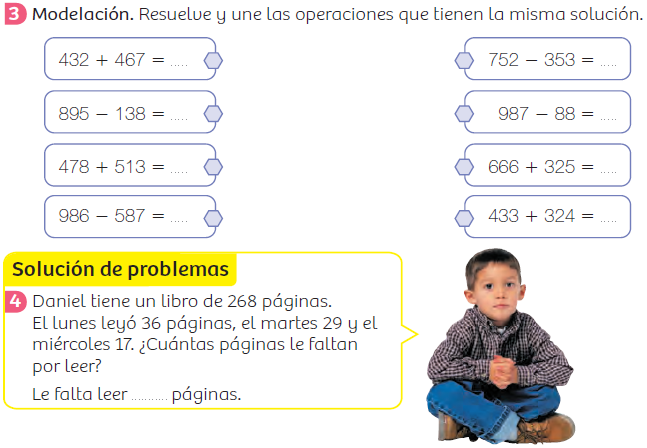 3 Modelación. Resuelve y une las operaciones que tienen la misma solución.
432 + 467 = .....
752 − 353 = .....
895 − 138 = .....
987 − 88 = .....
478 + 513 = .....
666 + 325 = .....
986 − 587 = .....
433 + 324 = .....
Solución de problemas
4 Daniel tiene un libro de 268 páginas.
El lunes leyó 36 páginas, el martes 29 y el
miércoles 17. ¿Cuántas páginas le faltan
por leer?
Le falta leer ........... páginas.